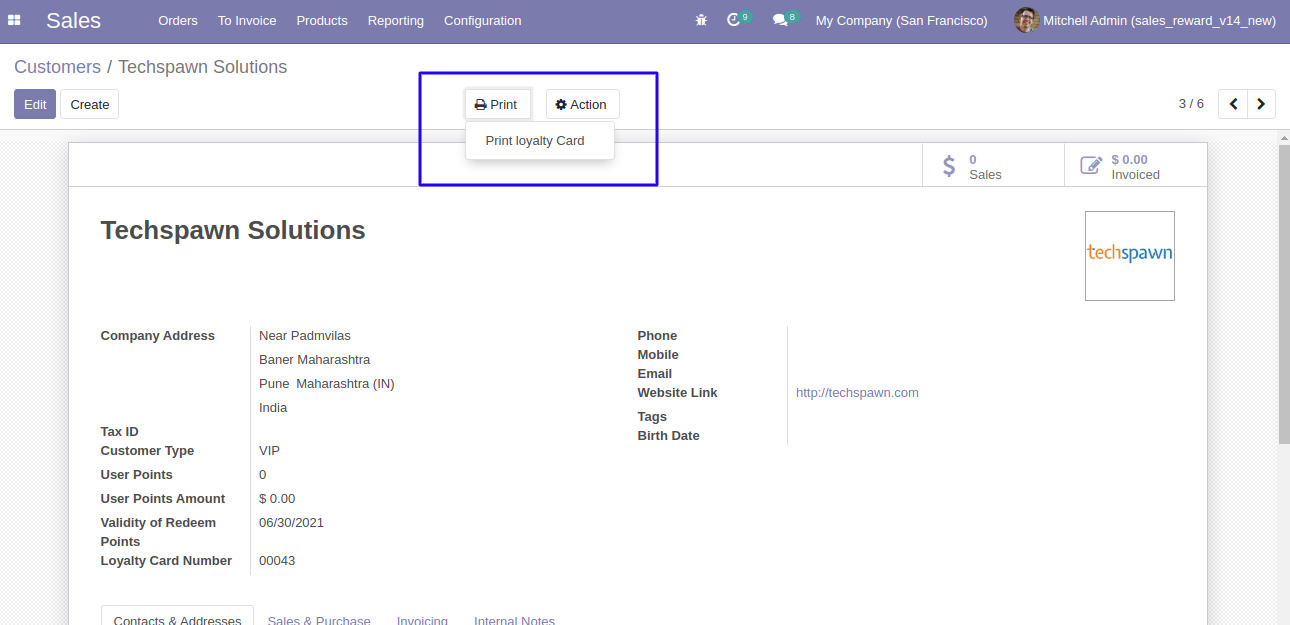 Sales Orders To Invoice Products Reporting Configuration 9 8 My Company (San Francisco) Mitchell Admin (sales_reward_v14_new)
Customers / Techspawn Solutions
Edit Create Print Action 3 / 6
Print loyalty Card
0
Sales
$ 0.00
Invoiced
Techspawn Solutions
techspawn
Company Address Near Padmvilas
Baner Maharashtra
Pune Maharashtra (IN)
India
Tax ID
Customer Type VIP
User Points 0
User Points Amount $ 0.00
Validity of Redeem Points 06/30/2021
Loyalty Card Number 00043
Phone
Mobile
Email
Website Link http://techspawn.com
Tags
Birth Date
Contacts & Addresses Sales & Purchase Invoicing Internal Notes